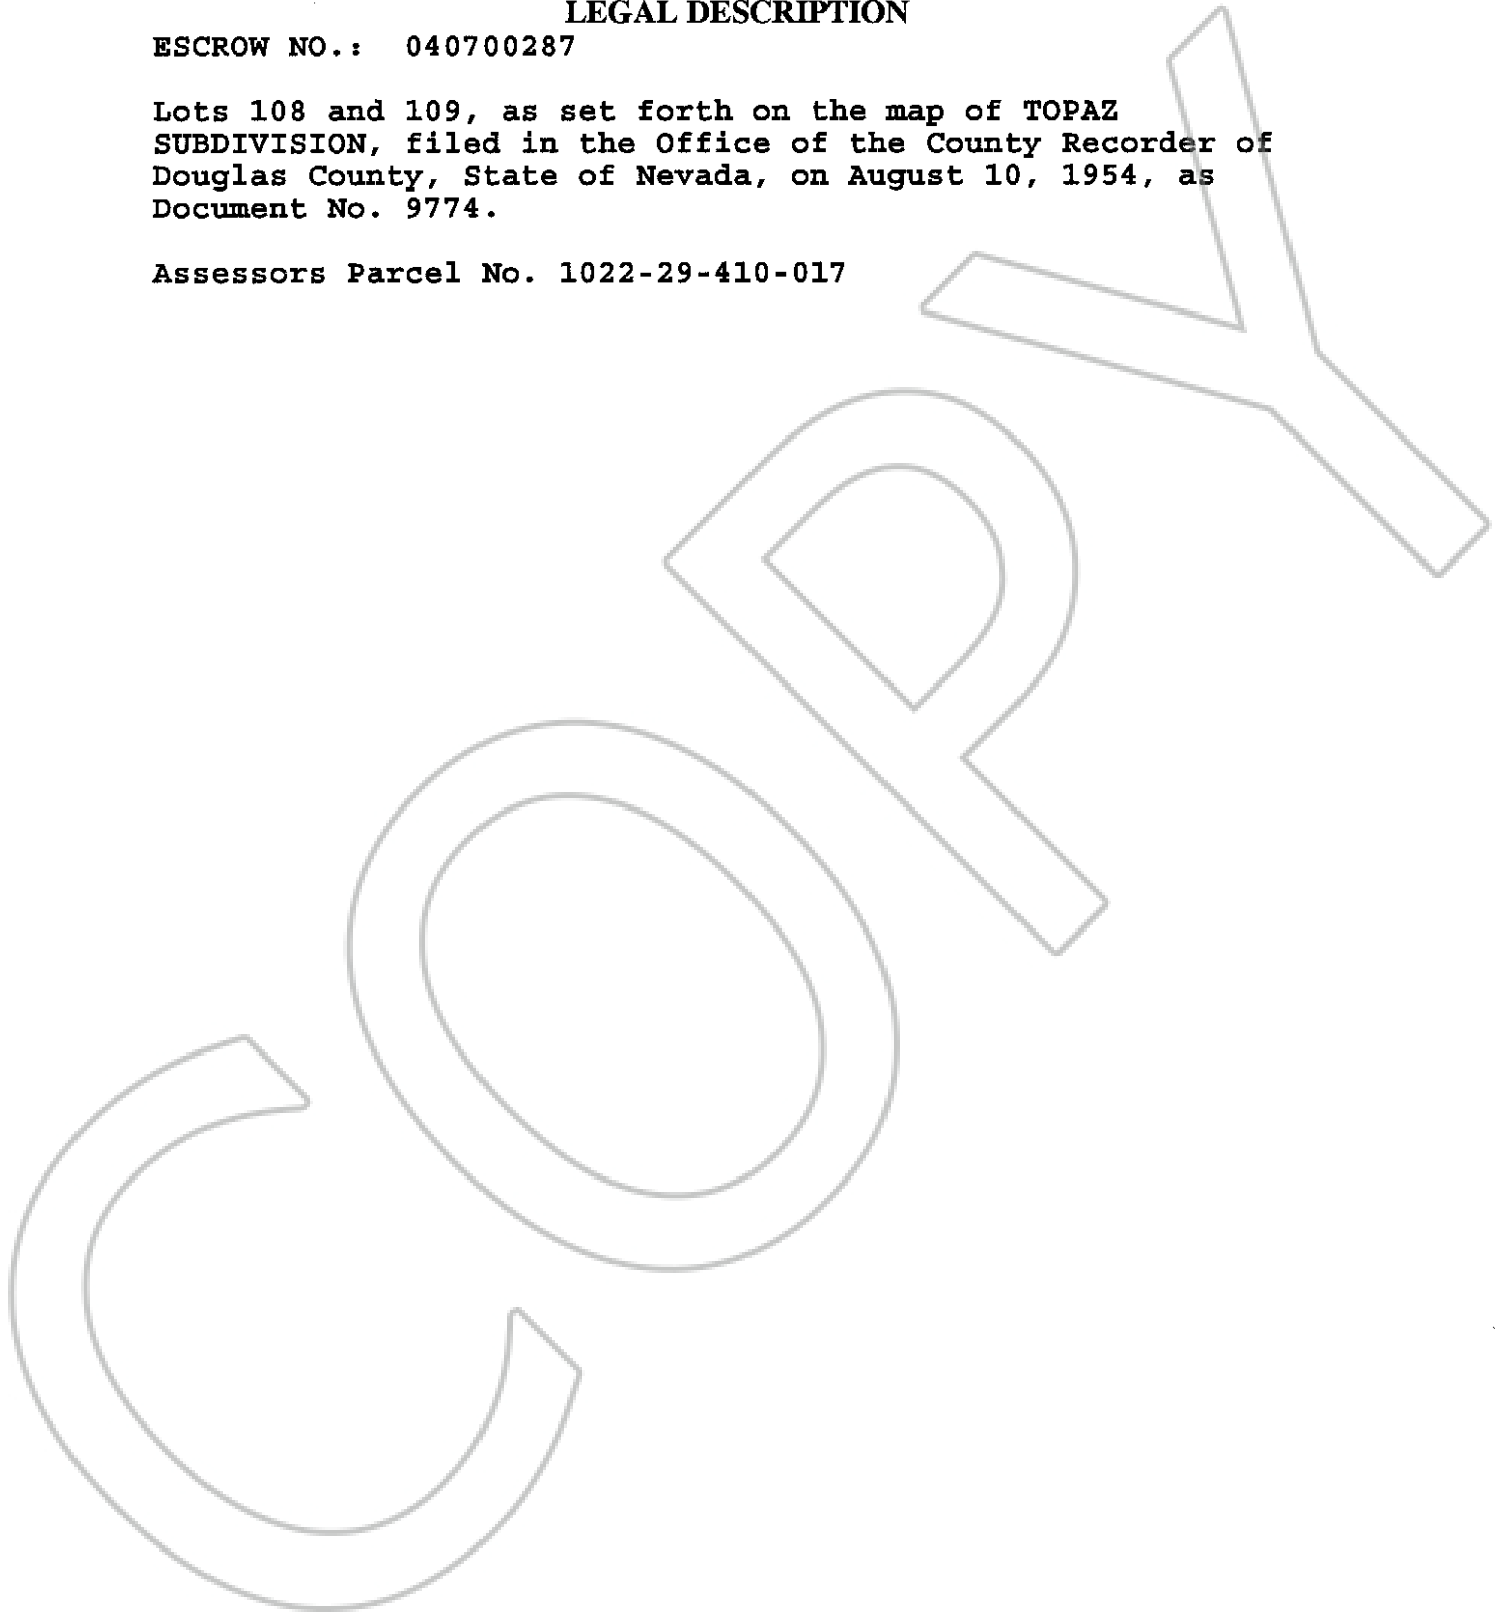 LEGAL DESCRIPTION
ESCROW NO.: 040700287
Lots 108 and 109, as set forth on the map of TOPAZ
SUBDIVISION, filed in the Office of the County Recorder of
Douglas County, State of Nevada, on August 10, 1954, as
Document No. 9774.
Assessors Parcel No. 1022-29-410-017
COPY